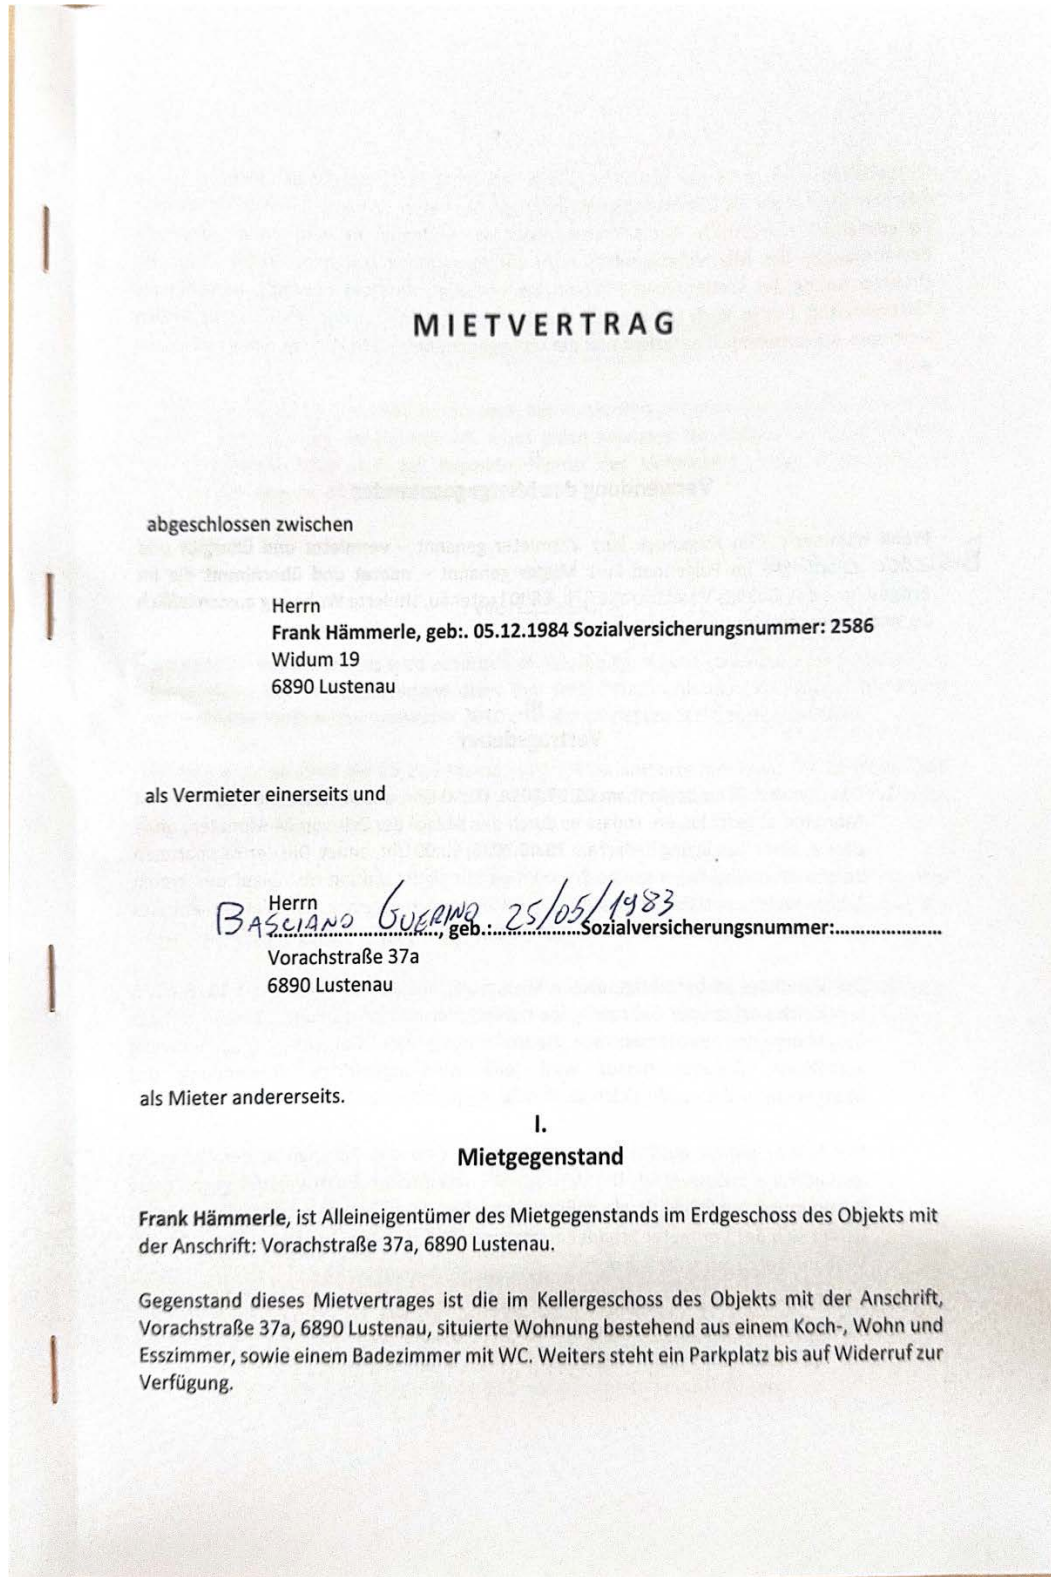 MIETVERTRAG
abgeschlossen zwischen
Herrn
Frank Hämmerle, geb:. 05.12.1984 Sozialversicherungsnummer: 2586
Widum 19
6890 Lustenau
als Vermieter einerseits und
Herrn
BASCIANO GUERINO, geb.: 25/05/1983 Sozialversicherungsnummer:.....................
Vorachstraße 37a
6890 Lustenau
als Mieter andererseits.
I.
Mietgegenstand
Frank Hämmerle, ist Alleineigentümer des Mietgegenstands im Erdgeschoss des Objekts mit
der Anschrift: Vorachstraße 37a, 6890 Lustenau.
Gegenstand dieses Mietvertrages ist die im Kellergeschoss des Objekts mit der Anschrift,
Vorachstraße 37a, 6890 Lustenau, situierte Wohnung bestehend aus einem Koch-, Wohn und
Esszimmer, sowie einem Badezimmer mit WC. Weiters steht ein Parkplatz bis auf Widerruf zur
Verfügung.